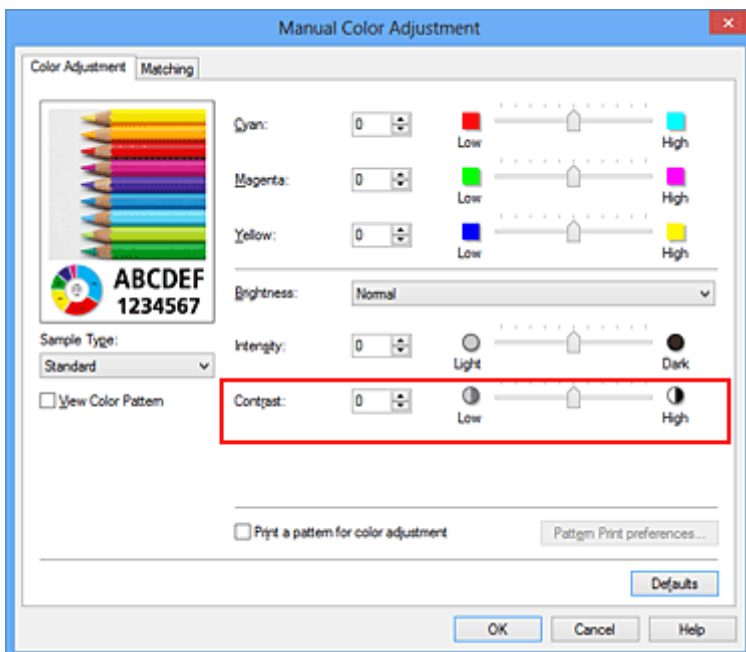 Manual Color Adjustment
Color Adjustment Matching
Cyan: 0 Low High
Magenta: 0 Low High
Yellow: 0 Low High
ABCDEF
1234567
Brightness: Normal
Sample Type:
Standard
Intensity: 0 Light Dark
View Color Pattern
Contrast: 0 Low High
Print a pattern for color adjustment Pattern Print preferences...
Defaults
OK Cancel Help